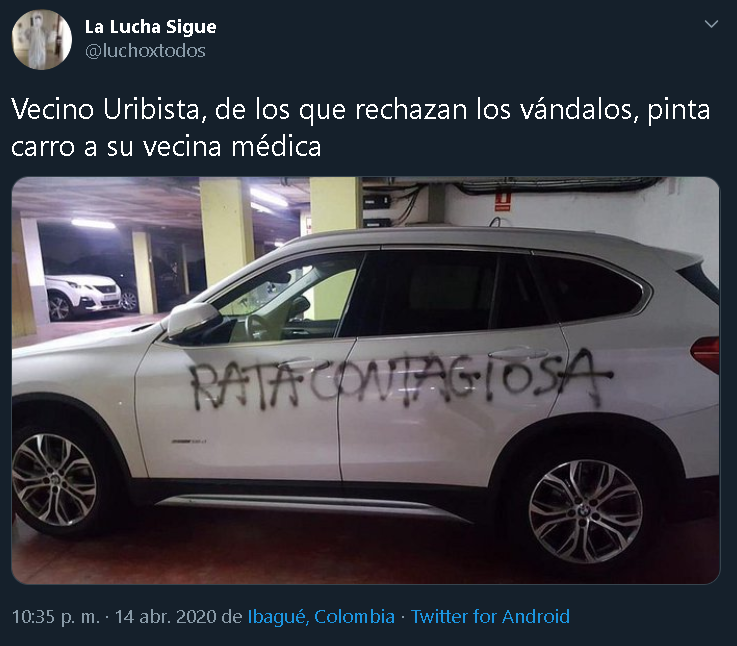 La Lucha Sigue
@luchoxtodos
Vecino Uribista, de los que rechazan los vándalos, pinta
carro a su vecina médica
RATA CONTAGIOSA
10:35 p. m. · 14 abr. 2020 de Ibagué, Colombia · Twitter for Android